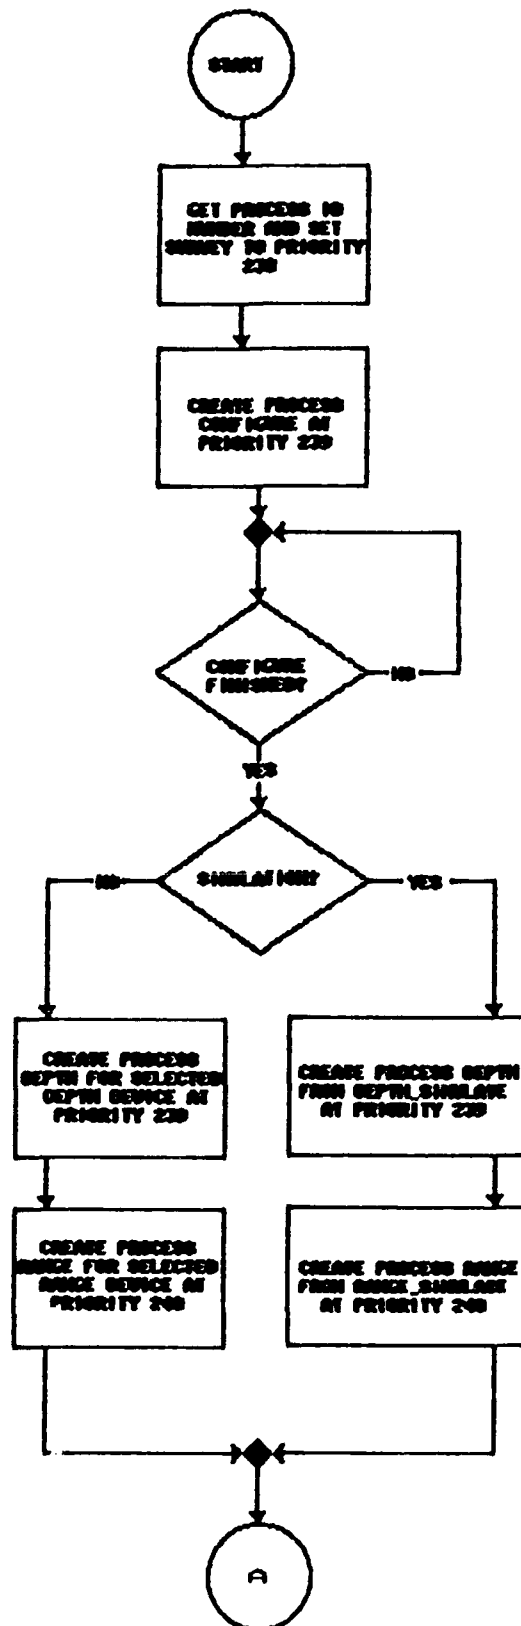 START
GET PROCESS ID
NUMBER AND SET
SURVEY TO PRIORITY
230
CREATE PROCESS
CONFIGURE AT
PRIORITY 239
CONFIGURE
FINISHED?
NO
YES
SIMULATION?
NO
YES
CREATE PROCESS
DEPTH FOR SELECTED
DEPTH DEVICE AT
PRIORITY 239
CREATE PROCESS DEPTH
FROM DEPTH_SIMULATE
AT PRIORITY 239
CREATE PROCESS
RANGE FOR SELECTED
RANGE DEVICE AT
PRIORITY 240
CREATE PROCESS RANGE
FROM RANGE_SIMULATE
AT PRIORITY 240
A